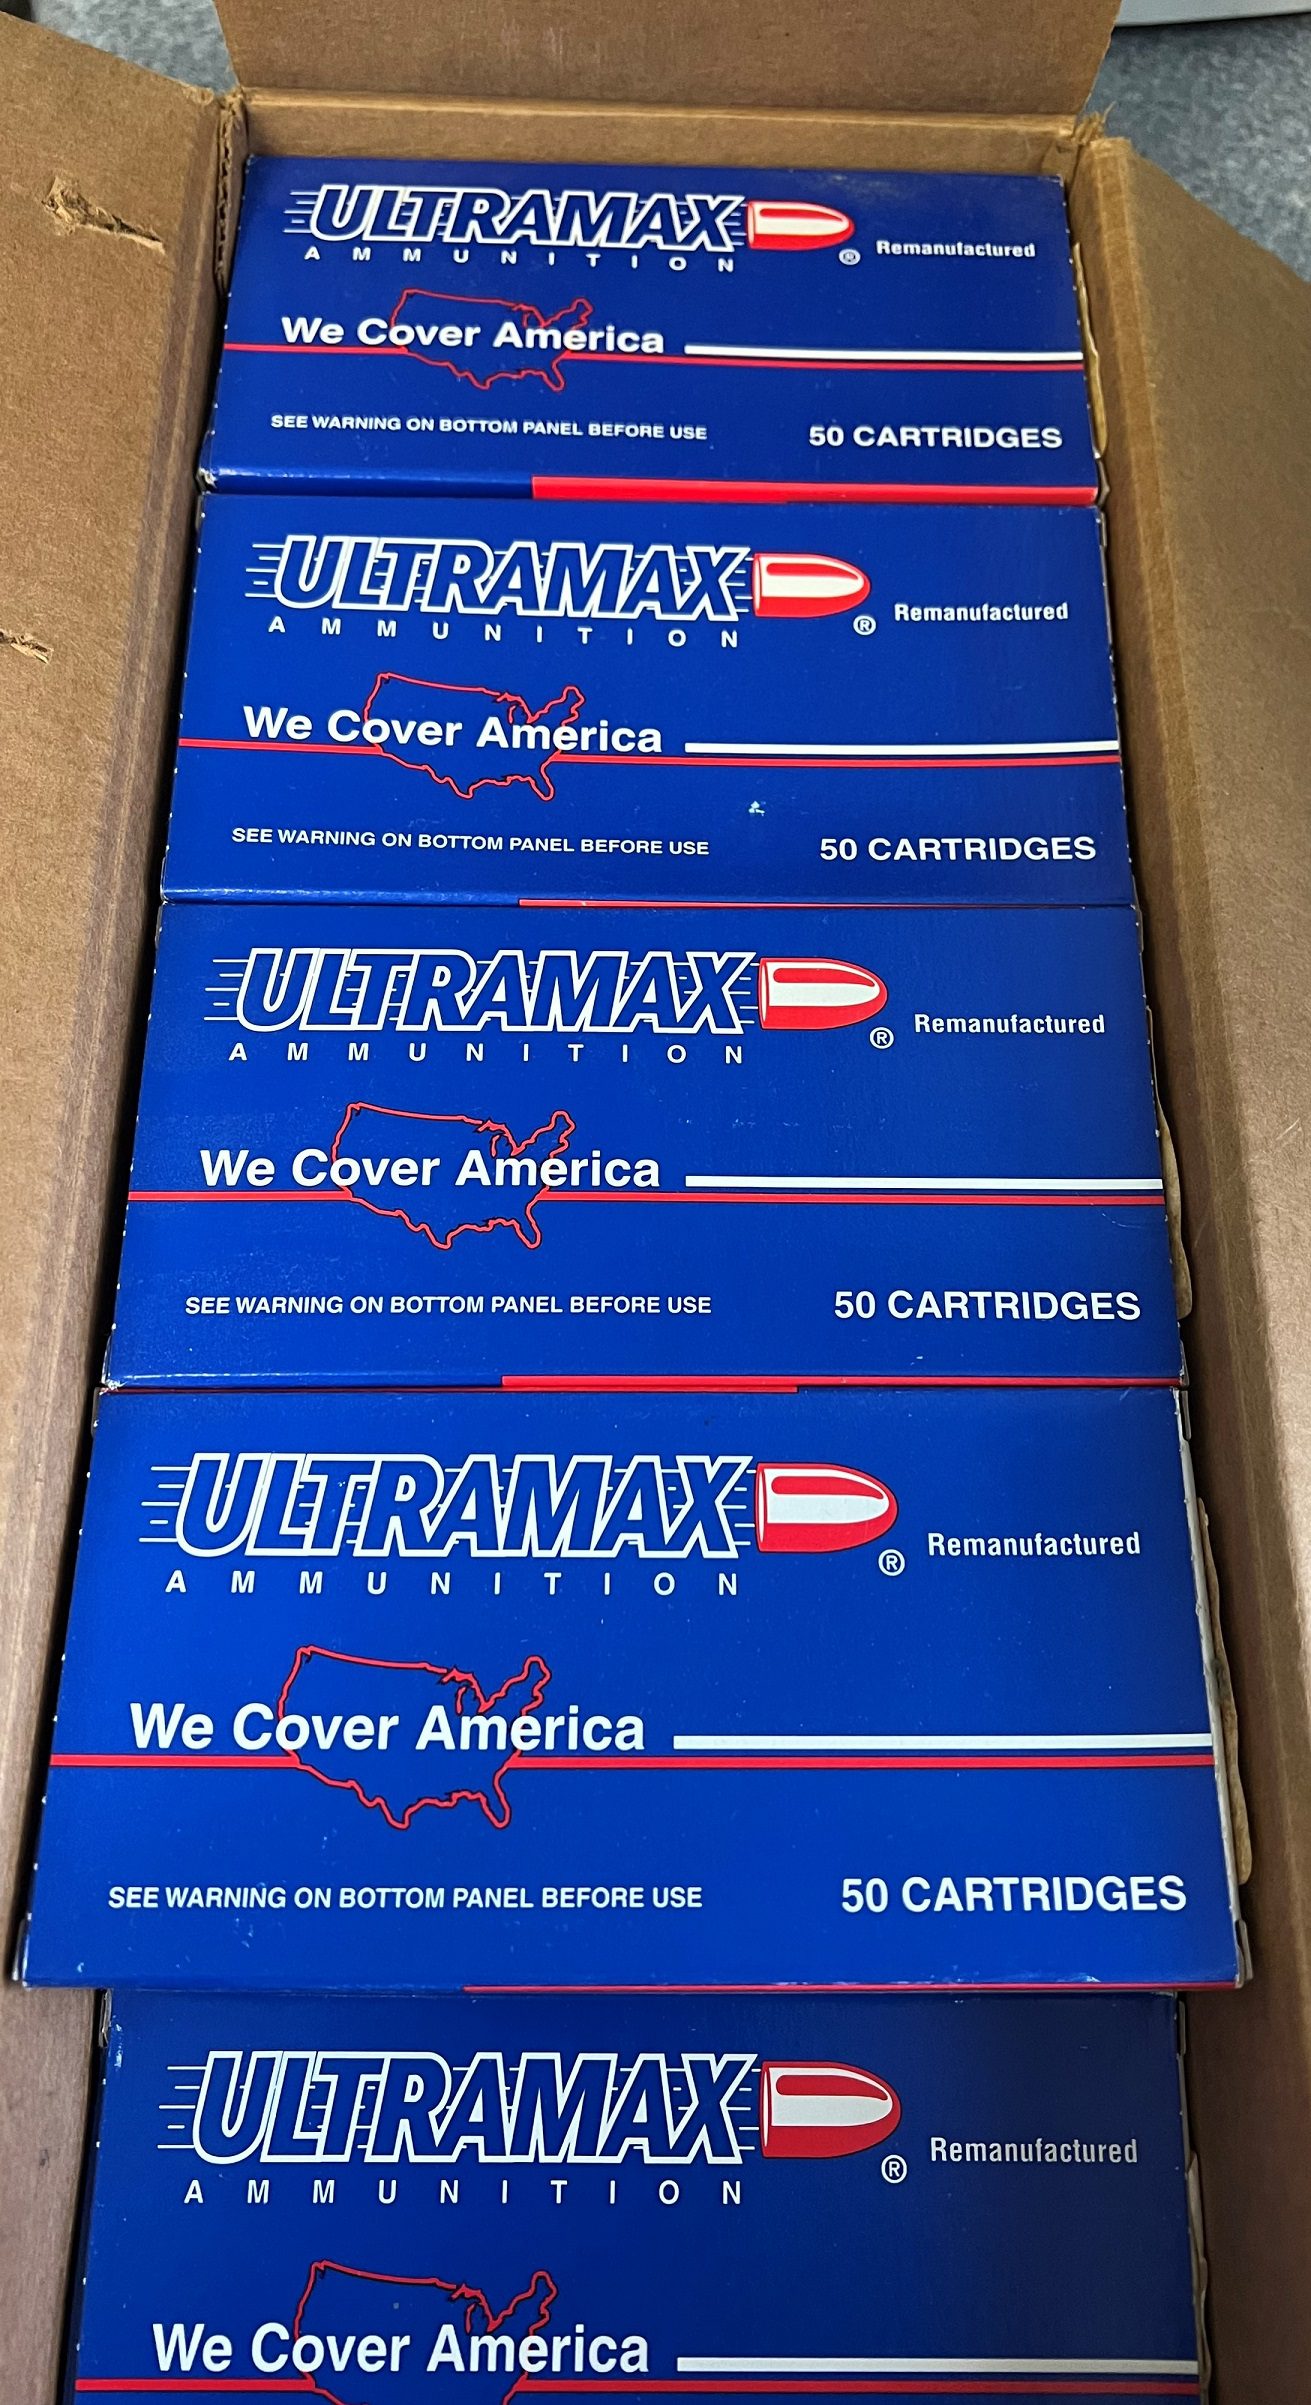 ULTRAMAX
AMMUNITION
® Remanufactured
We Cover America
SEE WARNING ON BOTTOM PANEL BEFORE USE 50 CARTRIDGES
ULTRAMAX
AMMUNITION
® Remanufactured
We Cover America
SEE WARNING ON BOTTOM PANEL BEFORE USE 50 CARTRIDGES
ULTRAMAX
AMMUNITION
® Remanufactured
We Cover America
SEE WARNING ON BOTTOM PANEL BEFORE USE 50 CARTRIDGES
ULTRAMAX
AMMUNITION
® Remanufactured
We Cover America
SEE WARNING ON BOTTOM PANEL BEFORE USE 50 CARTRIDGES
ULTRAMAX
AMMUNITION
® Remanufactured
We Cover America